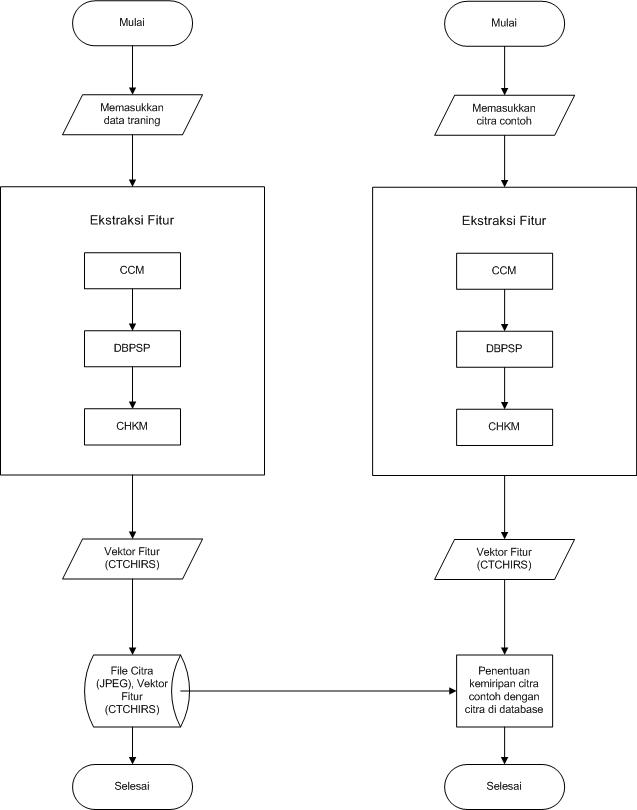 Mulai
Memasukkan
data traning
Ekstraksi Fitur
CCM
DBPSP
CHKM
Vektor Fitur
(CTCHIRS)
File Citra
(JPEG), Vektor
Fitur
(CTCHIRS)
Selesai
Mulai
Memasukkan
citra contoh
Ekstraksi Fitur
CCM
DBPSP
CHKM
Vektor Fitur
(CTCHIRS)
Penentuan
kemiripan citra
contoh dengan
citra di database
Selesai